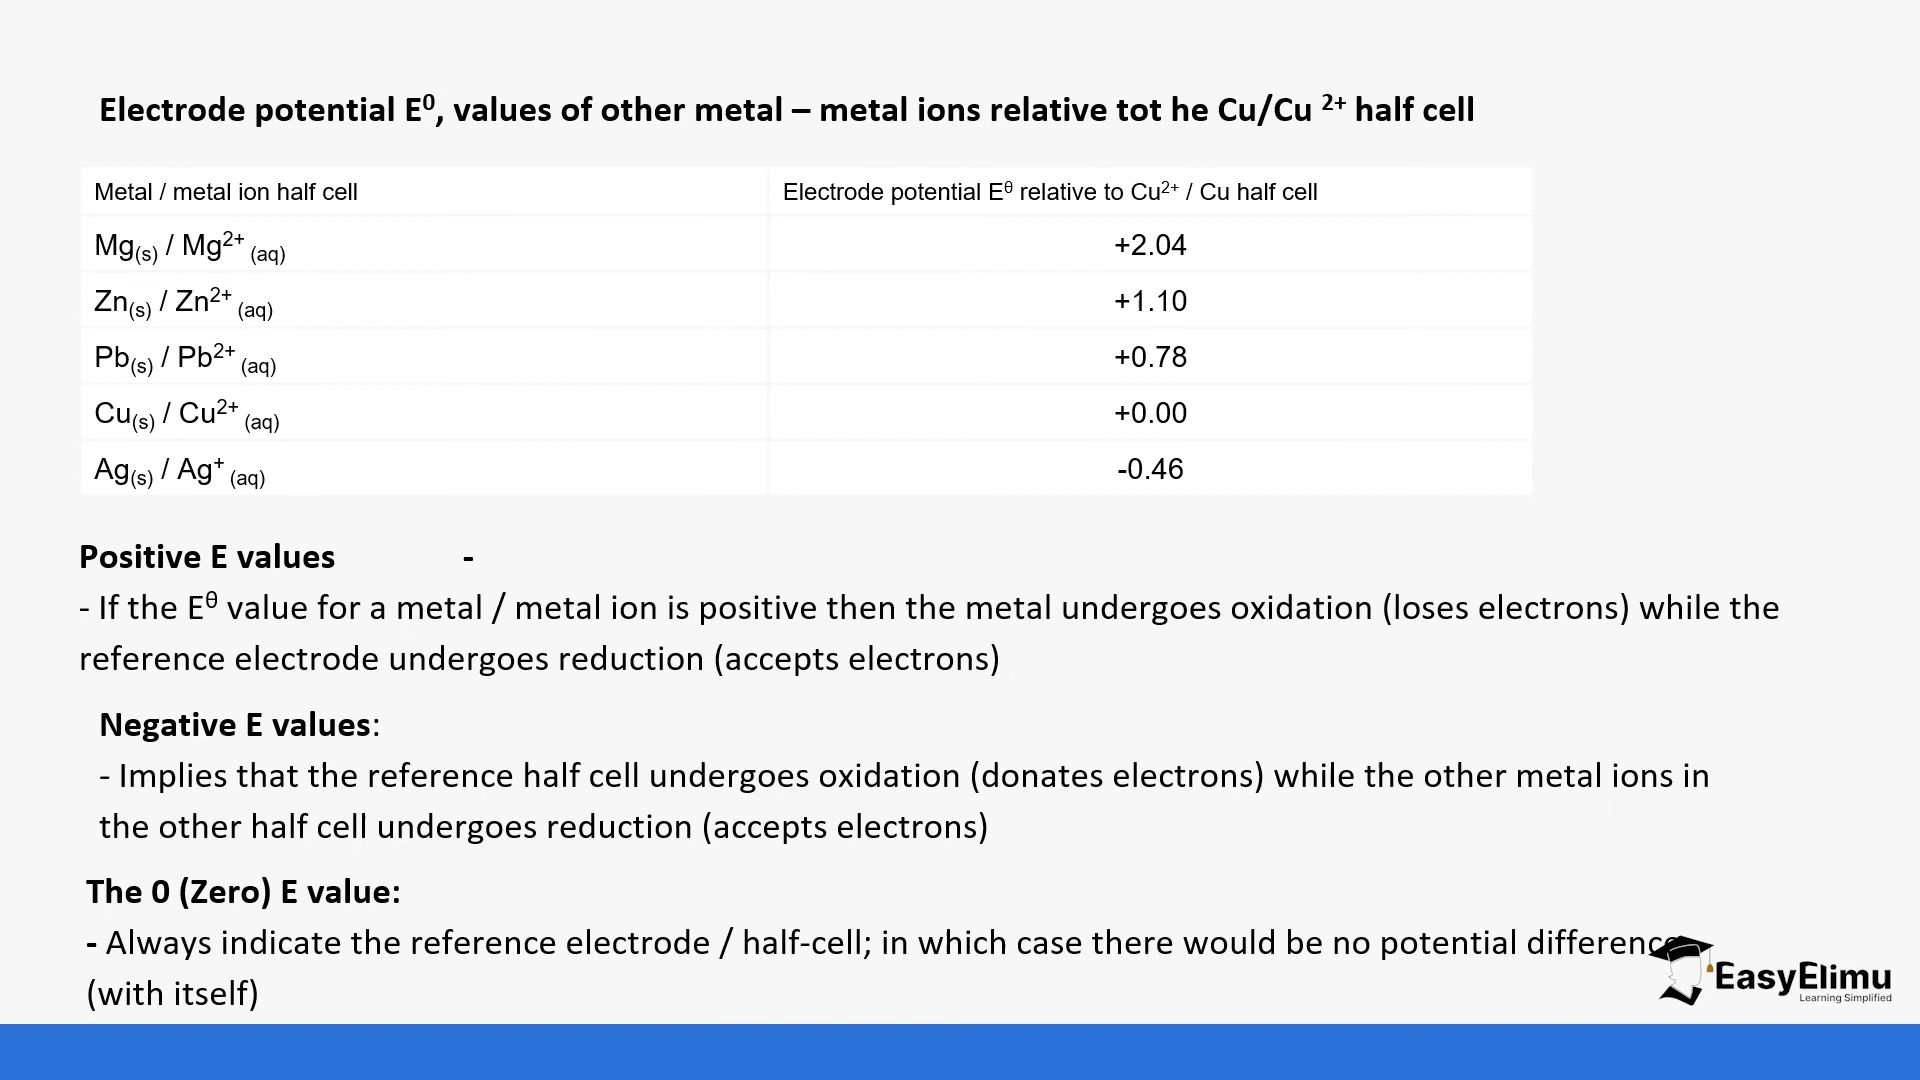 Electrode potential E⁰, values of other metal – metal ions relative tot he Cu/Cu ²⁺ half cell
Metal / metal ion half cell	Electrode potential Eᶿ relative to Cu²⁺ / Cu half cell
Mg(s) / Mg²⁺ (aq)	+2.04
Zn(s) / Zn²⁺ (aq)	+1.10
Pb(s) / Pb²⁺ (aq)	+0.78
Cu(s) / Cu²⁺ (aq)	+0.00
Ag(s) / Ag⁺ (aq)	-0.46
Positive E values -
- If the Eᶿ value for a metal / metal ion is positive then the metal undergoes oxidation (loses electrons) while the
reference electrode undergoes reduction (accepts electrons)
Negative E values:
- Implies that the reference half cell undergoes oxidation (donates electrons) while the other metal ions in
the other half cell undergoes reduction (accepts electrons)
The 0 (Zero) E value:
- Always indicate the reference electrode / half-cell; in which case there would be no potential difference
(with itself)
EasyElimu
Learning Simplified